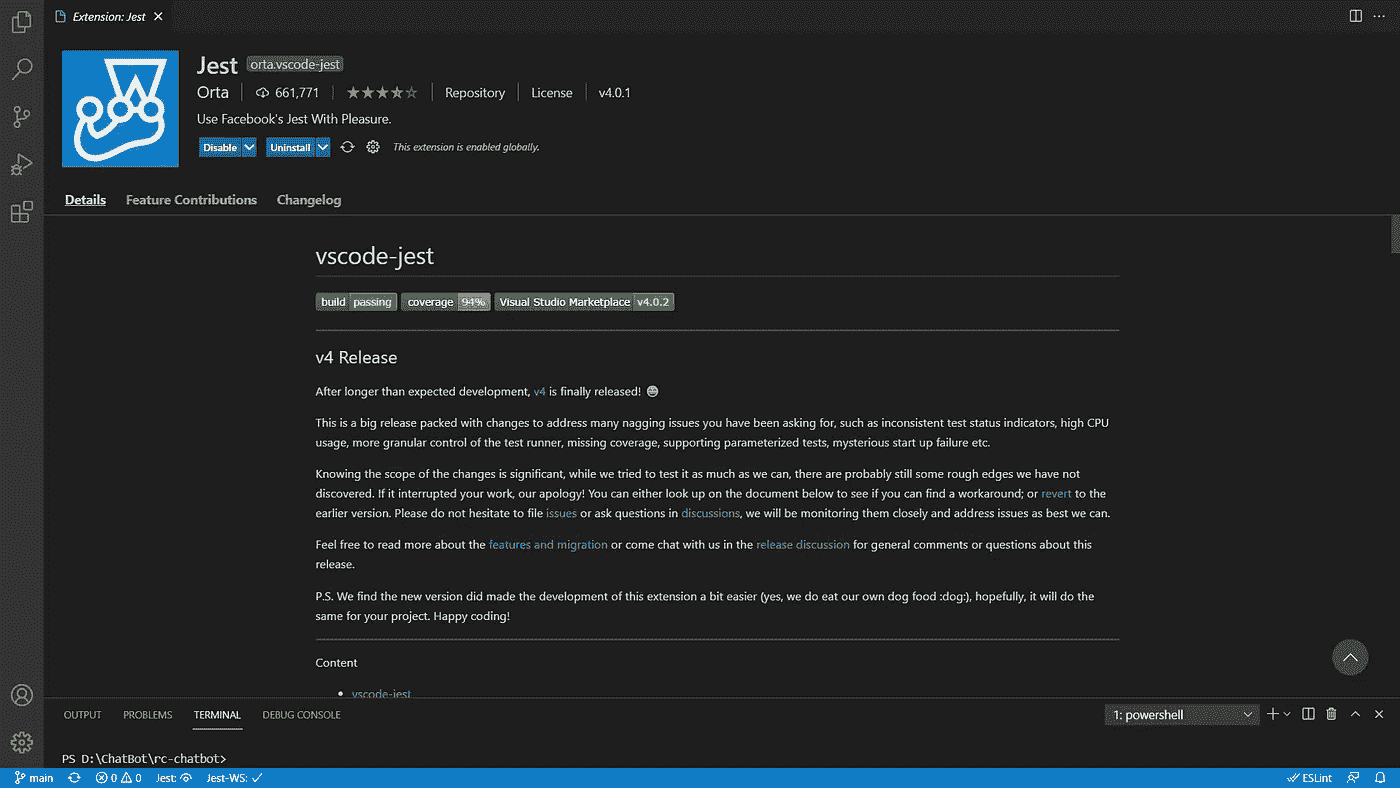 Extension: Jest
Jest orta.vscode-jest
Orta 661,771 Repository License v4.0.1
Use Facebook's Jest With Pleasure.
Disable Uninstall This extension is enabled globally.
Details Feature Contributions Changelog
vscode-jest
build passing coverage 94% Visual Studio Marketplace v4.0.2
v4 Release
After longer than expected development, v4 is finally released! 😄
This is a big release packed with changes to address many nagging issues you have been asking for, such as inconsistent test status indicators, high CPU
usage, more granular control of the test runner, missing coverage, supporting parameterized tests, mysterious start up failure etc.
Knowing the scope of the changes is significant, while we tried to test it as much as we can, there are probably still some rough edges we have not
discovered. If it interrupted your work, our apology! You can either look up on the document below to see if you can find a workaround; or revert to the
earlier version. Please do not hesitate to file issues or ask questions in discussions, we will be monitoring them closely and address issues as best we can.
Feel free to read more about the features and migration or come chat with us in the release discussion for general comments or questions about this
release.
P.S. We find the new version did made the development of this extension a bit easier (yes, we do eat our own dog food :dog:), hopefully, it will do the
same for your project. Happy coding!
Content
• vscode-jest
OUTPUT PROBLEMS TERMINAL DEBUG CONSOLE 1: powershell
PS D:\ChatBot\rc-chatbot>
main 0 0 Jest: Jest-WS: ✓ ESLint